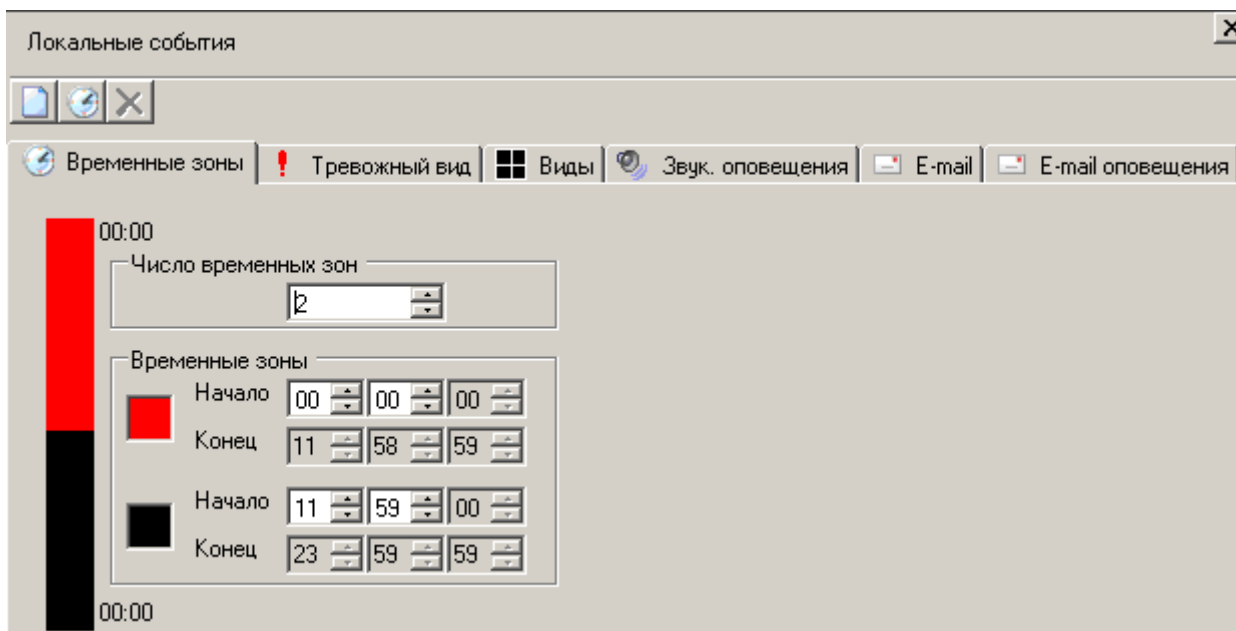 Локальные события
Временные зоны Тревожный вид Виды Звук. оповещения E-mail E-mail оповещения
00:00
Число временных зон
2
Временные зоны
Начало 00 00 00
Конец 11 58 59
Начало 11 59 00
Конец 23 59 59
00:00